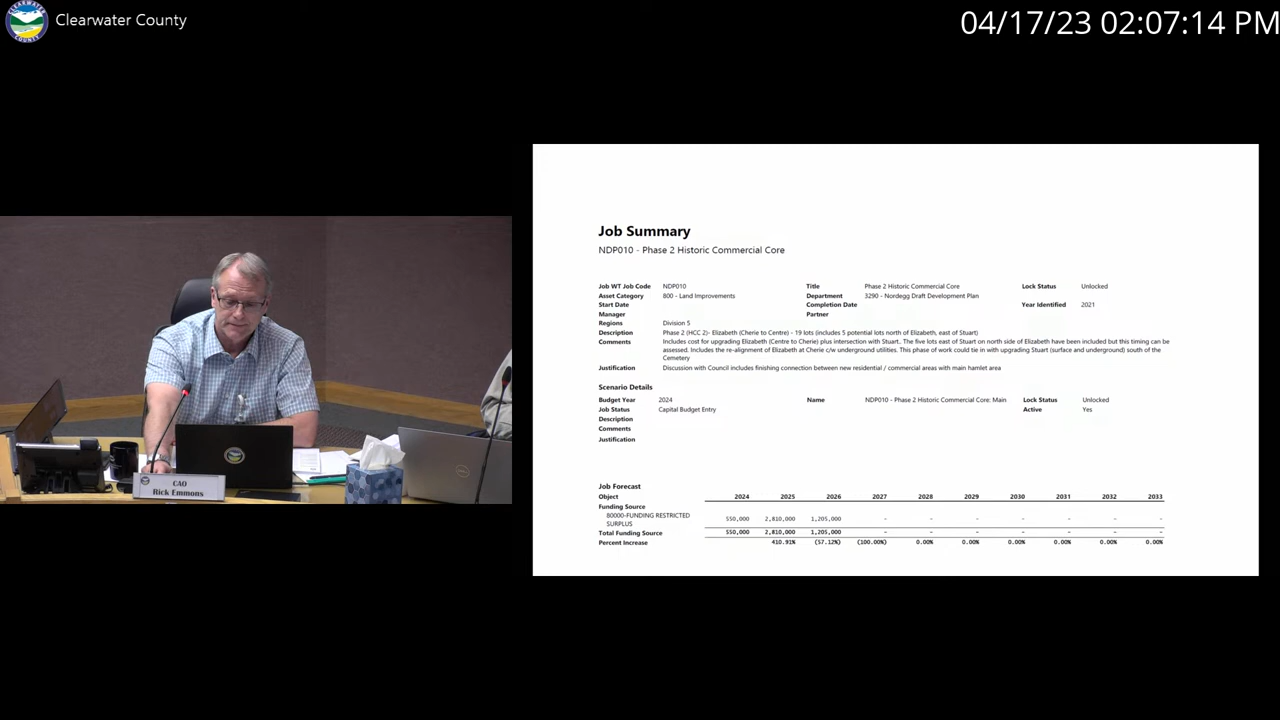 Clearwater County
04/17/23 02:07:14 PM
CLEARWATER
COUNTY
CAO
Rick Emmons
Job Summary
NDP010 - Phase 2 Historic Commercial Core
Job WT Job Code NDP010 Title Phase 2 Historic Commercial Core Lock Status Unlocked
Asset Category 800 - Land Improvements Department 3290 - Nordegg Draft Development Plan
Start Date Completion Date Year Identified 2021
Manager Partner
Regions Division 5
Description Phase 2 (HCC 2)- Elizabeth (Cherie to Centre) - 19 lots (includes 5 potential lots north of Elizabeth, east of Stuart)
Comments Includes cost for upgrading Elizabeth (Centre to Cherie) plus intersection with Stuart. The five lots east of Stuart on north side of Elizabeth have been included but this timing can be
assessed. Includes the re-alignment of Elizabeth at Cherie c/w underground utilities. This phase of work could tie in with upgrading Stuart (surface and underground) south of the
Cemetery
Justification Discussion with Council includes finishing connection between new residential / commercial areas with main hamlet area
Scenario Details
Budget Year 2024 Name NDP010 - Phase 2 Historic Commercial Core: Main Lock Status Unlocked
Job Status Capital Budget Entry Active Yes
Description
Comments
Justification
Job Forecast
Object 2024 2025 2026 2027 2028 2029 2030 2031 2032 2033
Funding Source
80000-FUNDING RESTRICTED
SURPLUS 550,000 2,810,000 1,205,000 - - - - - - -
Total Funding Source 550,000 2,810,000 1,205,000 - - - - - - -
Percent Increase 410.91% (57.12%) (100.00%) 0.00% 0.00% 0.00% 0.00% 0.00% 0.00%